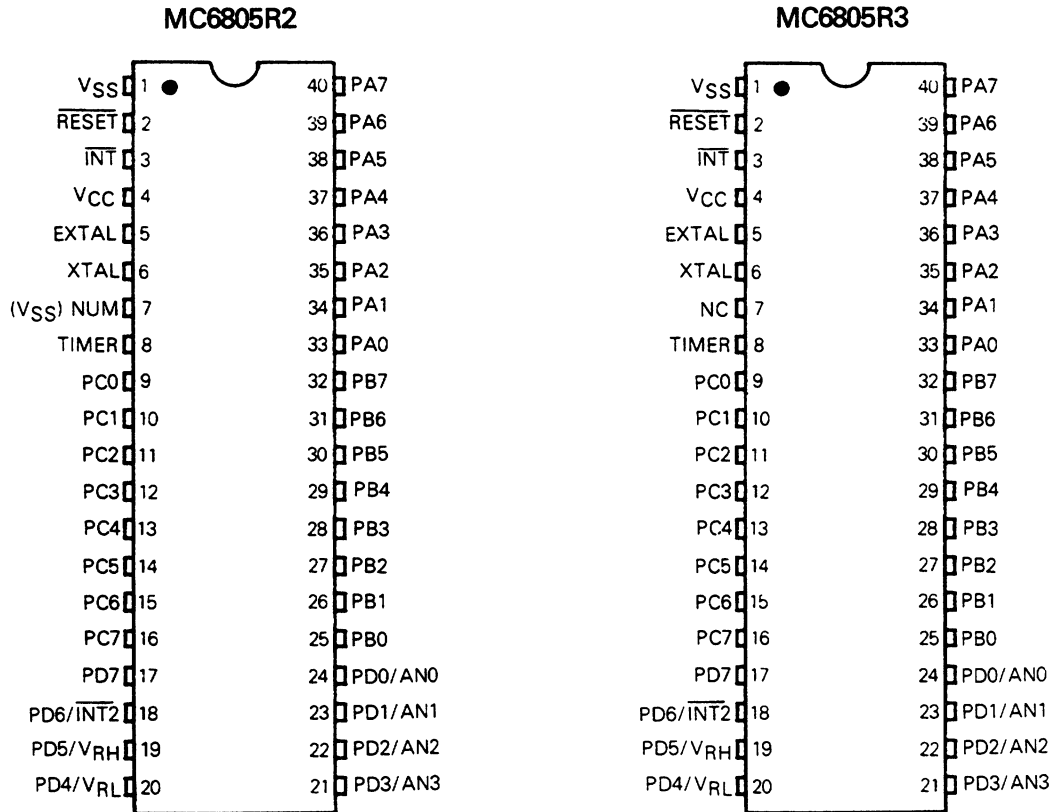 MC6805R2
VSS 1 40 PA7
RESET 2 39 PA6
INT 3 38 PA5
VCC 4 37 PA4
EXTAL 5 36 PA3
XTAL 6 35 PA2
(VSS) NUM 7 34 PA1
TIMER 8 33 PA0
PC0 9 32 PB7
PC1 10 31 PB6
PC2 11 30 PB5
PC3 12 29 PB4
PC4 13 28 PB3
PC5 14 27 PB2
PC6 15 26 PB1
PC7 16 25 PB0
PD7 17 24 PD0/AN0
PD6/INT2 18 23 PD1/AN1
PD5/VRH 19 22 PD2/AN2
PD4/VRL 20 21 PD3/AN3
MC6805R3
VSS 1 40 PA7
RESET 2 39 PA6
INT 3 38 PA5
VCC 4 37 PA4
EXTAL 5 36 PA3
XTAL 6 35 PA2
NC 7 34 PA1
TIMER 8 33 PA0
PC0 9 32 PB7
PC1 10 31 PB6
PC2 11 30 PB5
PC3 12 29 PB4
PC4 13 28 PB3
PC5 14 27 PB2
PC6 15 26 PB1
PC7 16 25 PB0
PD7 17 24 PD0/AN0
PD6/INT2 18 23 PD1/AN1
PD5/VRH 19 22 PD2/AN2
PD4/VRL 20 21 PD3/AN3